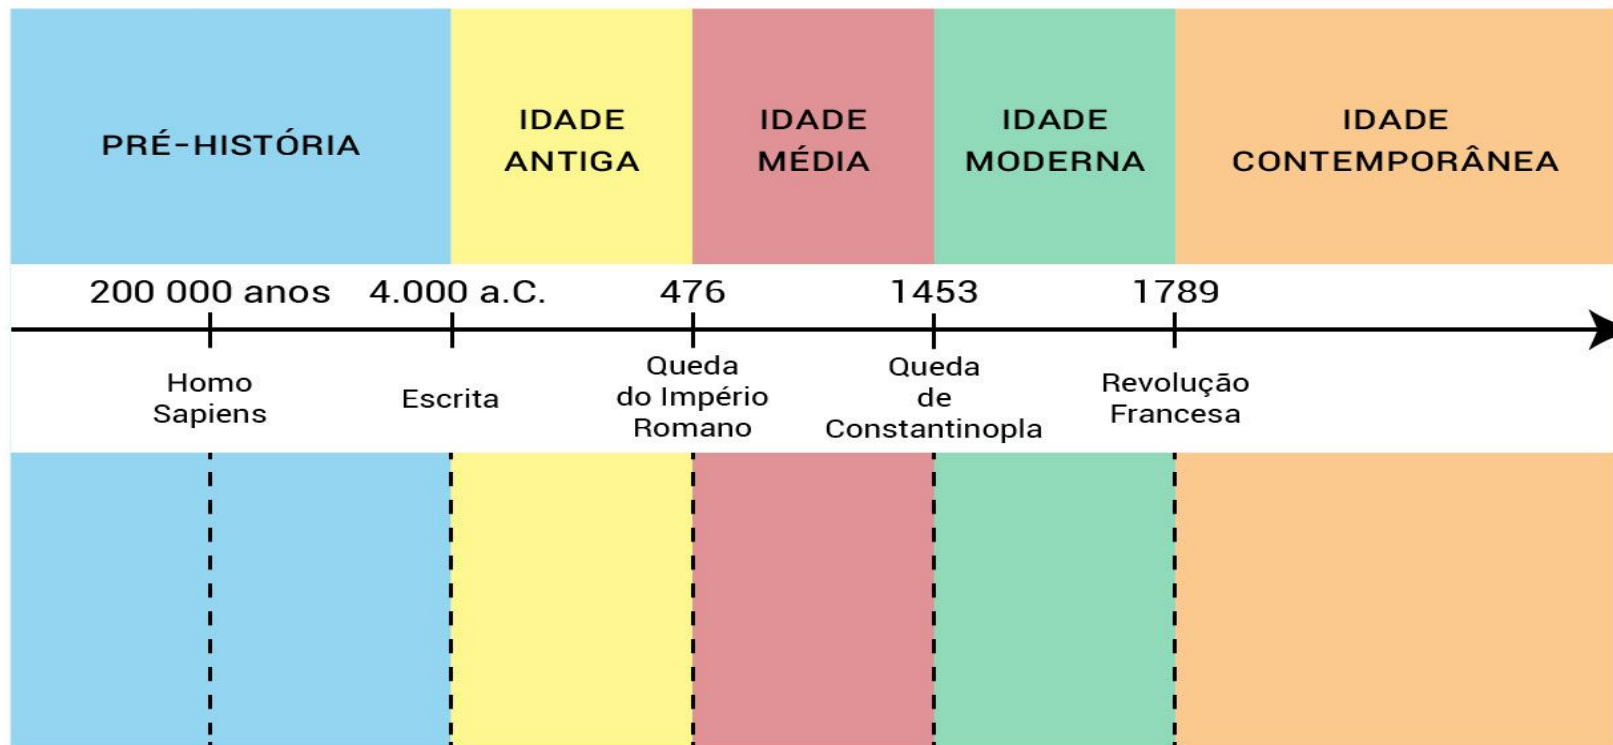 PRÉ-HISTÓRIA
IDADE
ANTIGA
IDADE
MÉDIA
IDADE
MODERNA
IDADE
CONTEMPORÂNEA
200 000 anos
4.000 a.C.
476
1453
1789
Homo
Sapiens
Escrita
Queda
do Império
Romano
Queda
de
Constantinopla
Revolução
Francesa